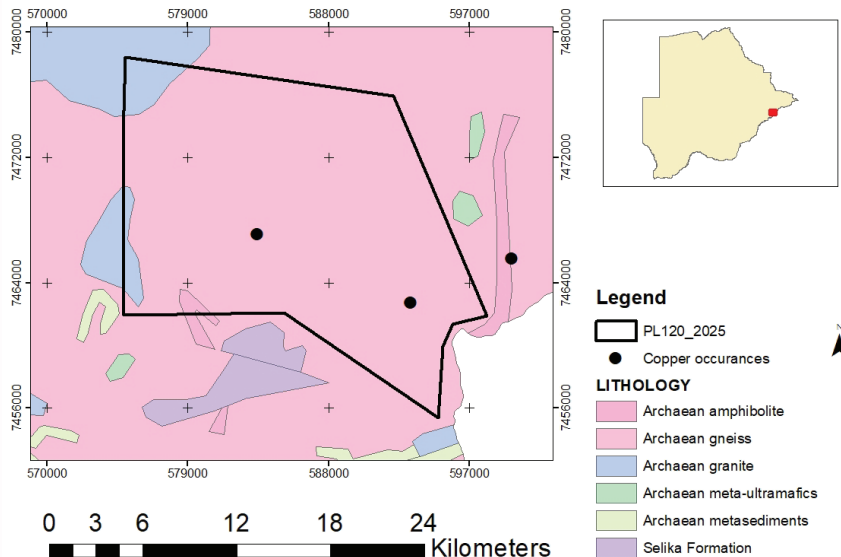 570000 579000 588000 597000
7480000 7480000
7472000 7472000
7464000 7464000
7456000 7456000
570000 579000 588000 597000
0 3 6 12 18 24
Kilometers
Legend
PL120_2025
Copper occurances
LITHOLOGY
Archaean amphibolite
Archaean gneiss
Archaean granite
Archaean meta-ultramafics
Archaean metasediments
Selika Formation
N